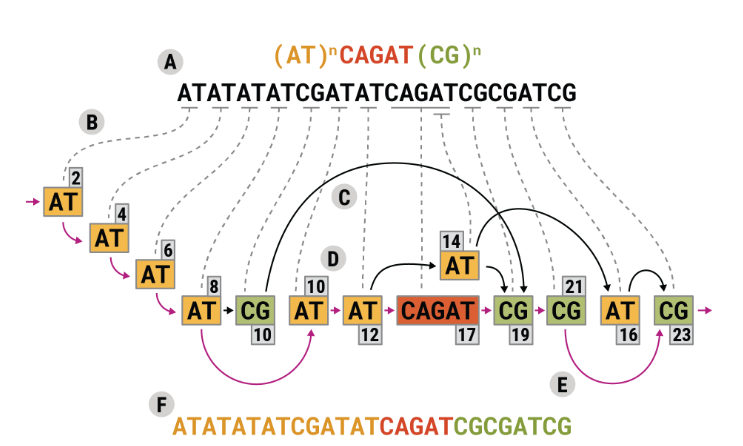 (AT)ⁿCAGAT(CG)ⁿ
A
ATATATATCGATATCAGATCGCGATCG
B
2
AT
4
AT
6
AT
C
D
8
AT
CG
10
10
AT
AT
12
14
AT
CAGAT
17
CG
19
21
CG
AT
16
CG
23
E
F
ATATATATCGATATCAGATCGCGATCG